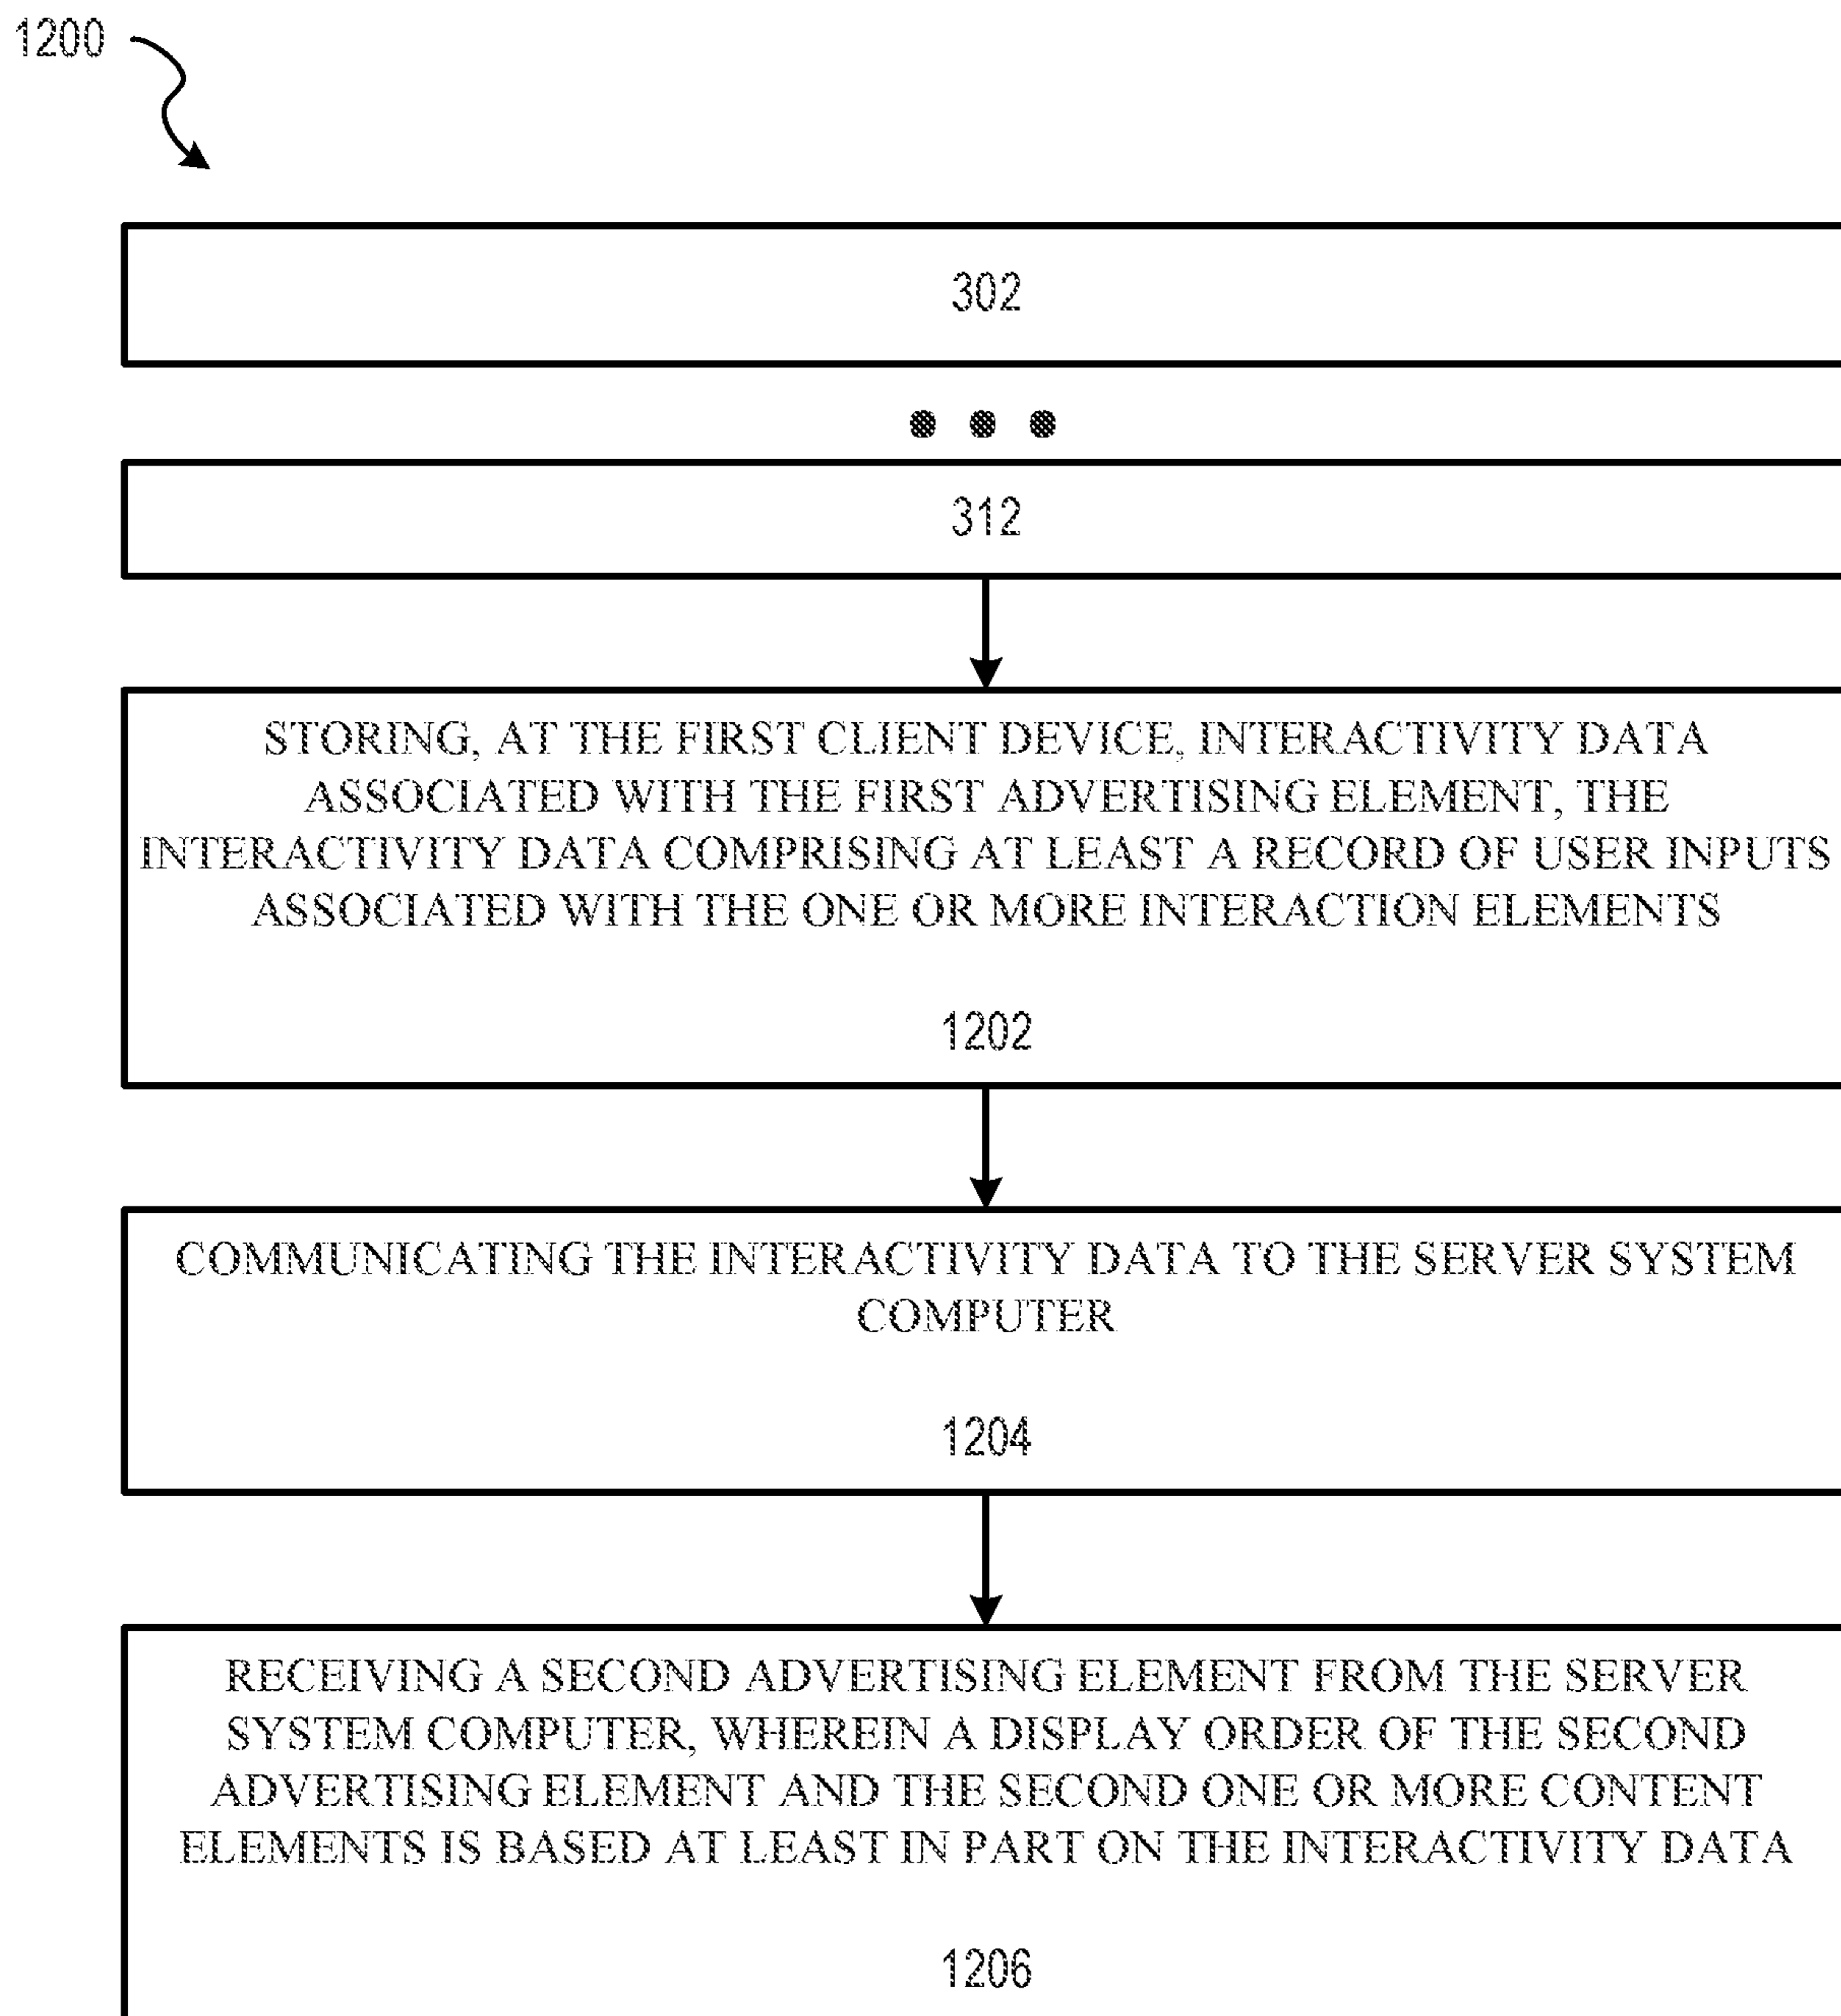 1200
302
312
STORING, AT THE FIRST CLIENT DEVICE, INTERACTIVITY DATA
ASSOCIATED WITH THE FIRST ADVERTISING ELEMENT, THE
INTERACTIVITY DATA COMPRISING AT LEAST A RECORD OF USER INPUTS
ASSOCIATED WITH THE ONE OR MORE INTERACTION ELEMENTS
1202
COMMUNICATING THE INTERACTIVITY DATA TO THE SERVER SYSTEM
COMPUTER
1204
RECEIVING A SECOND ADVERTISING ELEMENT FROM THE SERVER
SYSTEM COMPUTER, WHEREIN A DISPLAY ORDER OF THE SECOND
ADVERTISING ELEMENT AND THE SECOND ONE OR MORE CONTENT
ELEMENTS IS BASED AT LEAST IN PART ON THE INTERACTIVITY DATA
1206